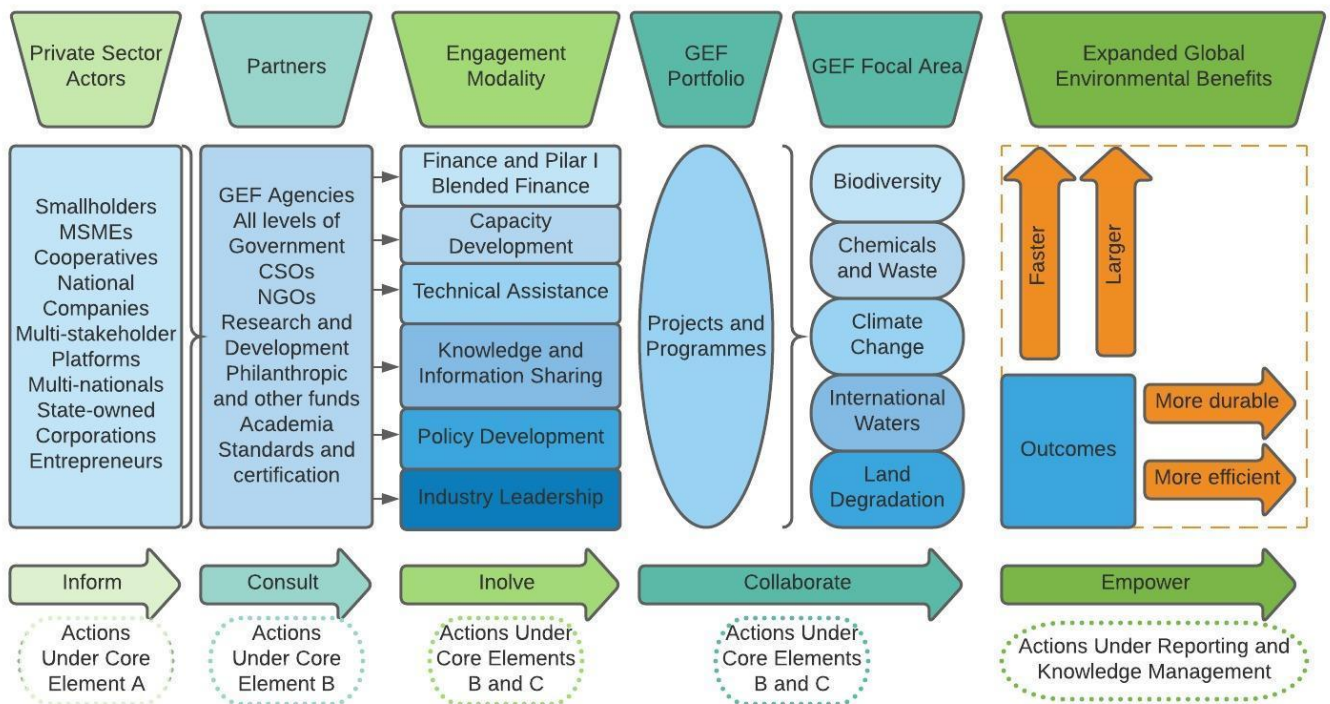 Private Sector
Actors
Partners
Engagement
Modality
GEF
Portfolio
GEF Focal Area
Expanded Global
Environmental Benefits
Smallholders
MSMEs
Cooperatives
National
Companies
Multi-stakeholder
Platforms
Multi-nationals
State-owned
Corporations
Entrepreneurs
GEF Agencies
All levels of
Government
CSOs
NGOs
Research and
Development
Philanthropic
and other funds
Academia
Standards and
certification
Finance and Pilar I
Blended Finance
Capacity
Development
Technical Assistance
Knowledge and
Information Sharing
Policy Development
Industry Leadership
Projects and
Programmes
Biodiversity
Chemicals
and Waste
Climate
Change
International
Waters
Land
Degradation
Faster
Larger
Outcomes
More durable
More efficient
Inform
Consult
Inolve
Collaborate
Empower
Actions
Under Core
Element A
Actions
Under Core
Element B
Actions Under
Core Elements
B and C
Actions Under
Core Elements
B and C
Actions Under Reporting and
Knowledge Management